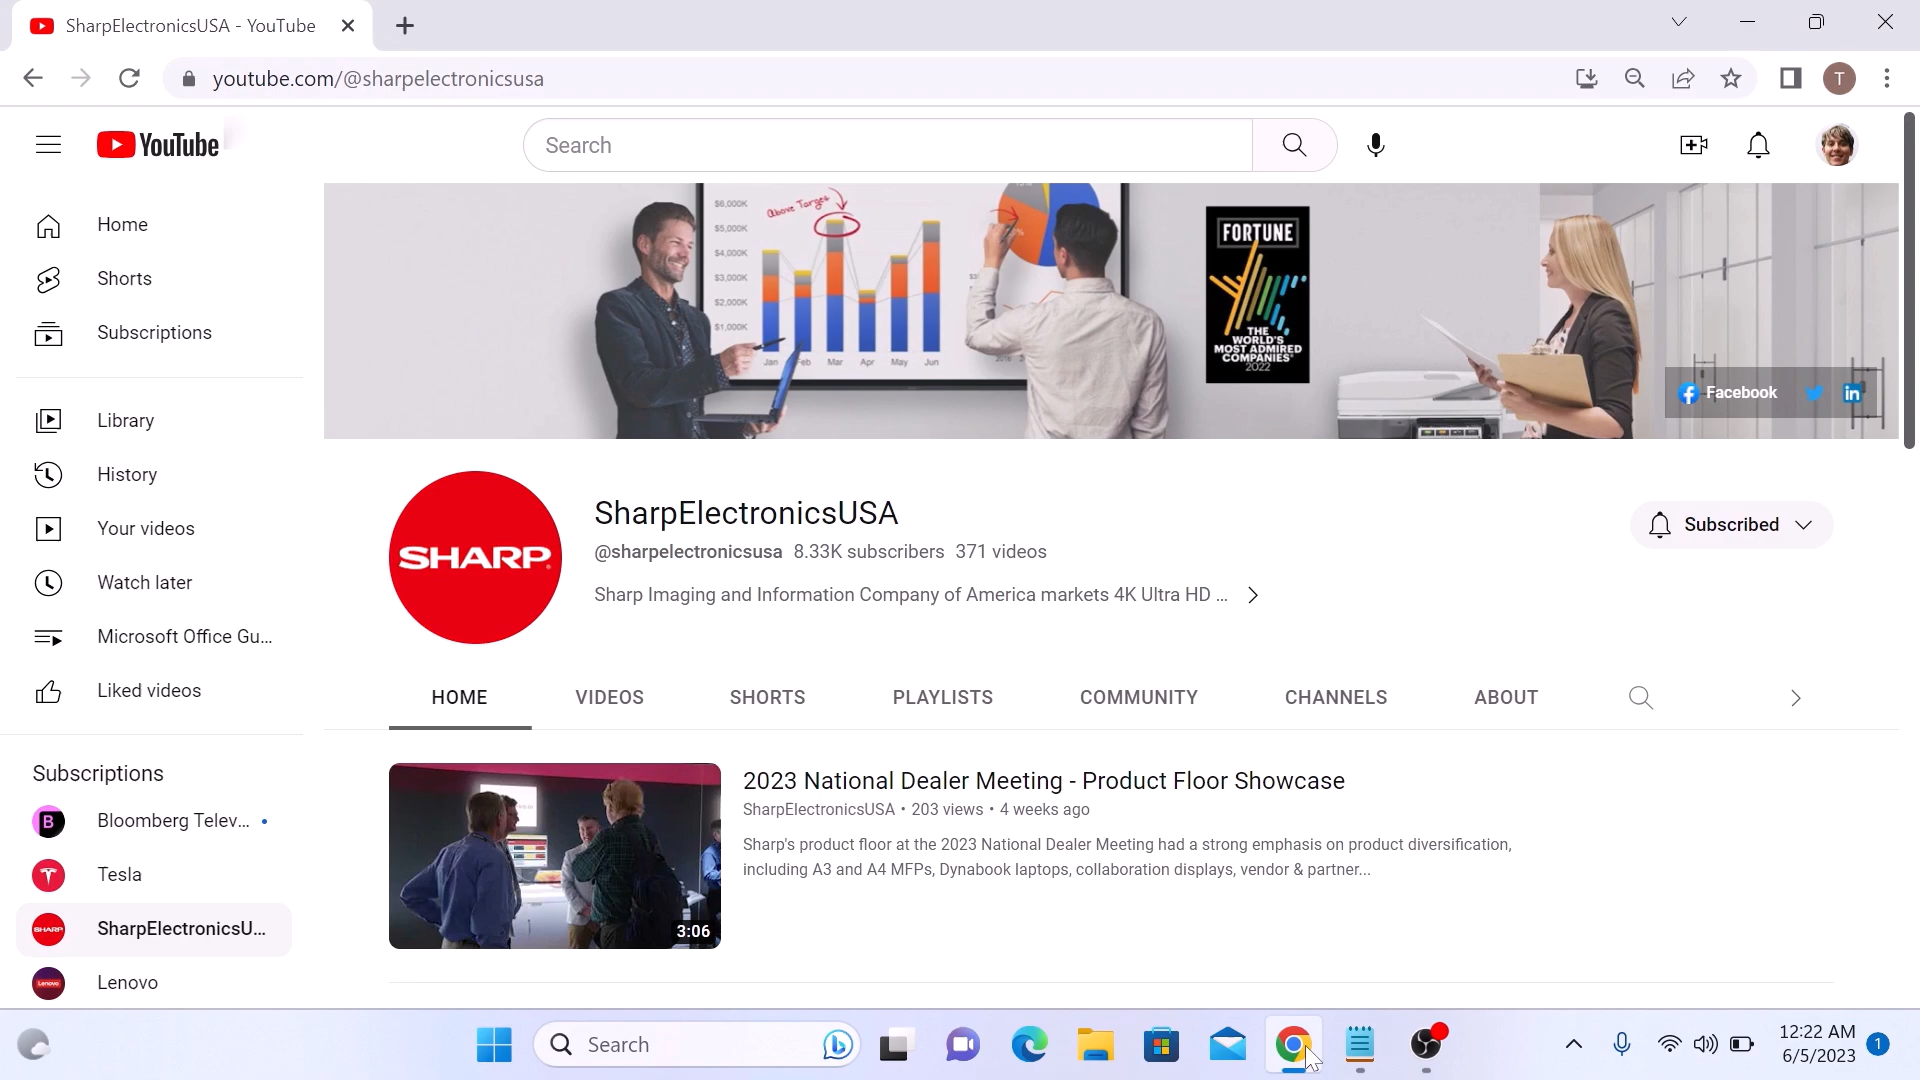 SharpElectronicsUSA - YouTube
youtube.com/@sharpelectronicsusa
T
YouTube
Search
Home
Shorts
Subscriptions
Library
History
Your videos
Watch later
Microsoft Office Gu...
Liked videos
Subscriptions
B
Bloomberg Telev...
Tesla
SHARP
SharpElectronicsU...
Lenovo
Lenovo
$6,000K
$5,000K
$4,000K
$3,000K
$2,000K
$1,000K
Above Target
Jan Feb Mar Apr May Jun
FORTUNE
THE
WORLD'S
MOST ADMIRED
COMPANIES
2022
Facebook
in
SHARP
SharpElectronicsUSA
@sharpelectronicsusa 8.33K subscribers 371 videos
Sharp Imaging and Information Company of America markets 4K Ultra HD ...
Subscribed
HOME VIDEOS SHORTS PLAYLISTS COMMUNITY CHANNELS ABOUT
3:06
2023 National Dealer Meeting - Product Floor Showcase
SharpElectronicsUSA • 203 views • 4 weeks ago
Sharp's product floor at the 2023 National Dealer Meeting had a strong emphasis on product diversification,
including A3 and A4 MFPs, Dynabook laptops, collaboration displays, vendor & partner...
Search
12:22 AM
6/5/2023
1